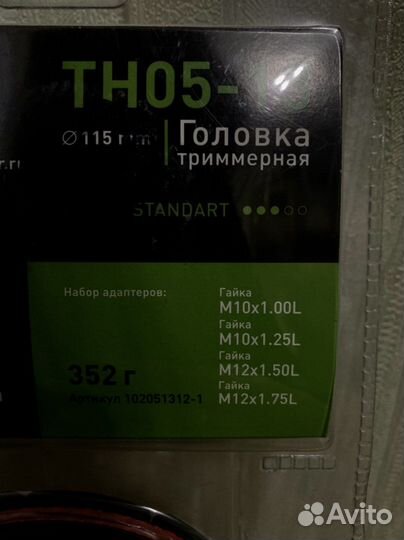 TH05-
Ø 115 mm
Головка
триммерная
r.ru
STANDART
Набор адаптеров:
Гайка
M10x1.00L
Гайка
M10x1.25L
Гайка
M12x1.50L
Гайка
M12x1.75L
352 г
Артикул 102051312-1
Avito